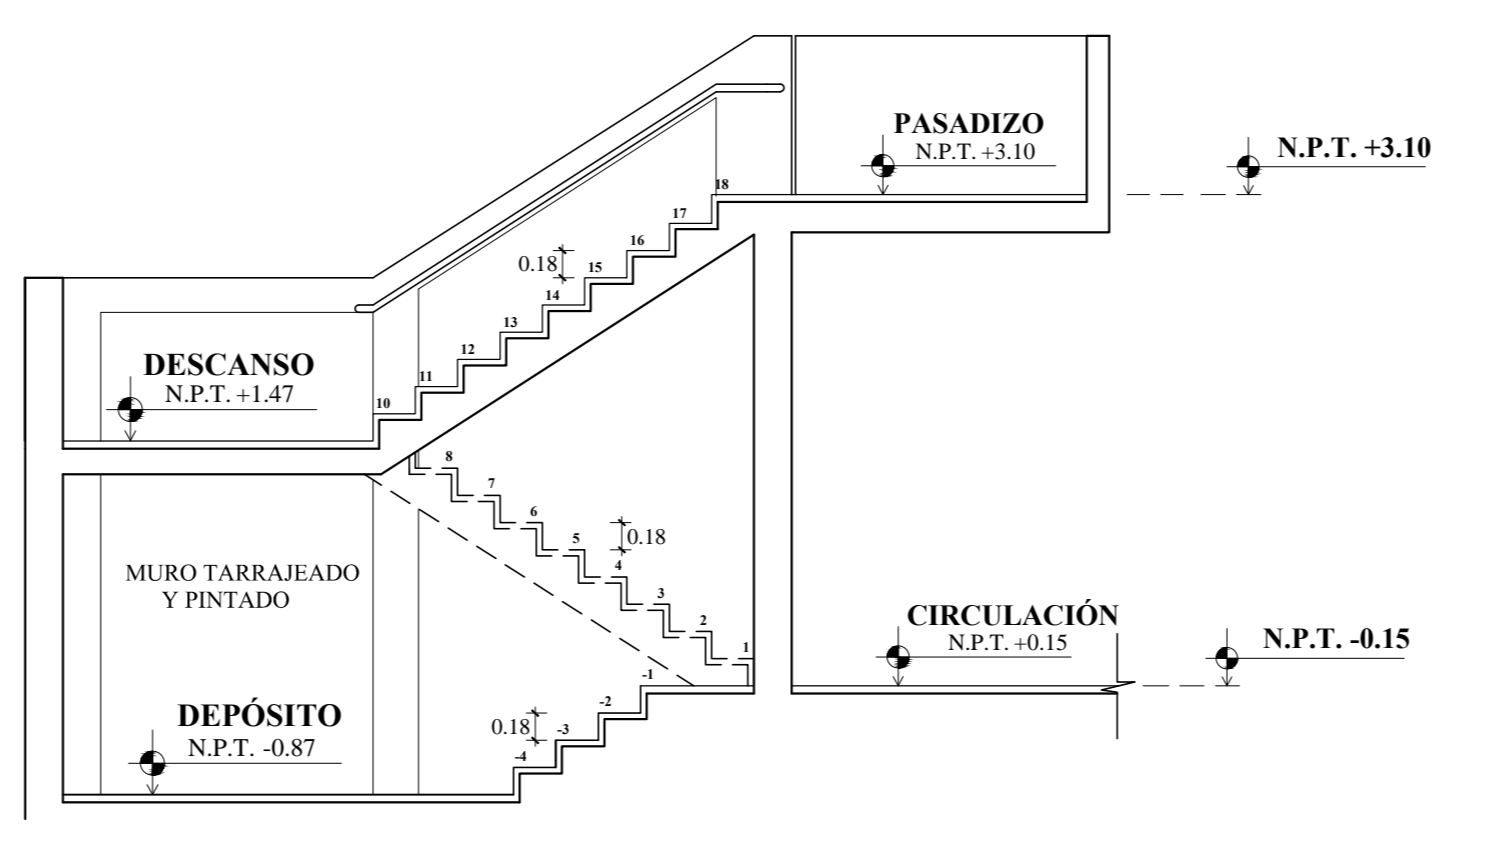 PASADIZO
N.P.T. +3.10
N.P.T. +3.10
18
17
16
0.18
15
14
13
12
11
10
DESCANSO
N.P.T. +1.47
8
7
6
5
0.18
4
3
2
1
MURO TARRAJEADO
Y PINTADO
CIRCULACIÓN
N.P.T. +0.15
N.P.T. -0.15
-1
-2
-3
-4
0.18
DEPÓSITO
N.P.T. -0.87